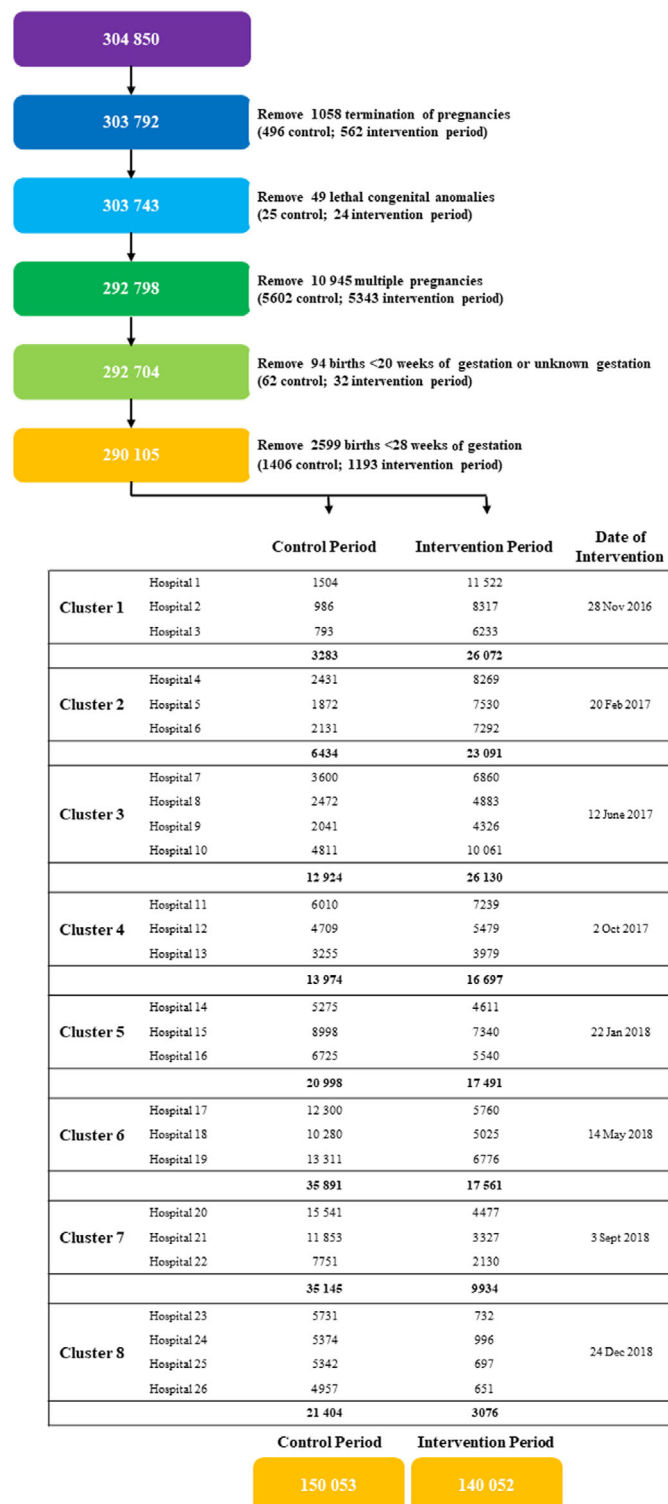 304 850
303 792
Remove 1058 termination of pregnancies
(496 control; 562 intervention period)
303 743
Remove 49 lethal congenital anomalies
(25 control; 24 intervention period)
292 798
Remove 10 945 multiple pregnancies
(5602 control; 5343 intervention period)
292 704
Remove 94 births <20 weeks of gestation or unknown gestation
(62 control; 32 intervention period)
290 105
Remove 2599 births <28 weeks of gestation
(1406 control; 1193 intervention period)
Control Period Intervention Period Date of Intervention
Cluster 1
Hospital 1 1504 11 522
Hospital 2 986 8317 28 Nov 2016
Hospital 3 793 6233
3283 26 072
Cluster 2
Hospital 4 2431 8269
Hospital 5 1872 7530 20 Feb 2017
Hospital 6 2131 7292
6434 23 091
Cluster 3
Hospital 7 3600 6860
Hospital 8 2472 4883 12 June 2017
Hospital 9 2041 4326
Hospital 10 4811 10 061
12 924 26 130
Cluster 4
Hospital 11 6010 7239
Hospital 12 4709 5479 2 Oct 2017
Hospital 13 3255 3979
13 974 16 697
Cluster 5
Hospital 14 5275 4611
Hospital 15 8998 7340 22 Jan 2018
Hospital 16 6725 5540
20 998 17 491
Cluster 6
Hospital 17 12 300 5760
Hospital 18 10 280 5025 14 May 2018
Hospital 19 13 311 6776
35 891 17 561
Cluster 7
Hospital 20 15 541 4477
Hospital 21 11 853 3327 3 Sept 2018
Hospital 22 7751 2130
35 145 9934
Cluster 8
Hospital 23 5731 732
Hospital 24 5374 996 24 Dec 2018
Hospital 25 5342 697
Hospital 26 4957 651
21 404 3076
Control Period Intervention Period
150 053 140 052